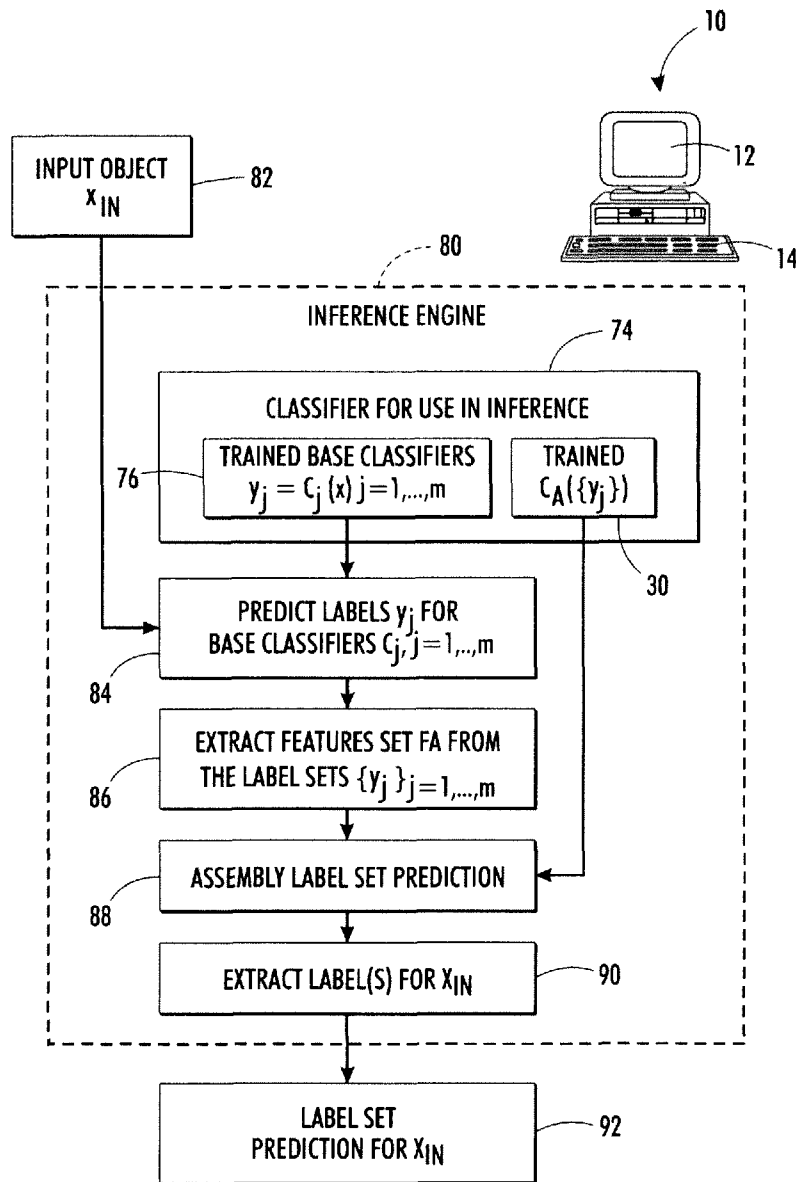 10
12
14
INPUT OBJECT
X IN
82
80
INFERENCE ENGINE
74
CLASSIFIER FOR USE IN INFERENCE
76
TRAINED BASE CLASSIFIERS
y_j = C_j (x) j=1,...,m
TRAINED
C_A({y_j})
30
PREDICT LABELS y_j FOR
BASE CLASSIFIERS C_j, j=1,..,m
84
EXTRACT FEATURES SET FA FROM
THE LABEL SETS {y_j}_j=1,...,m
86
ASSEMBLY LABEL SET PREDICTION
88
EXTRACT LABEL(S) FOR X_IN
90
LABEL SET
PREDICTION FOR X_IN
92